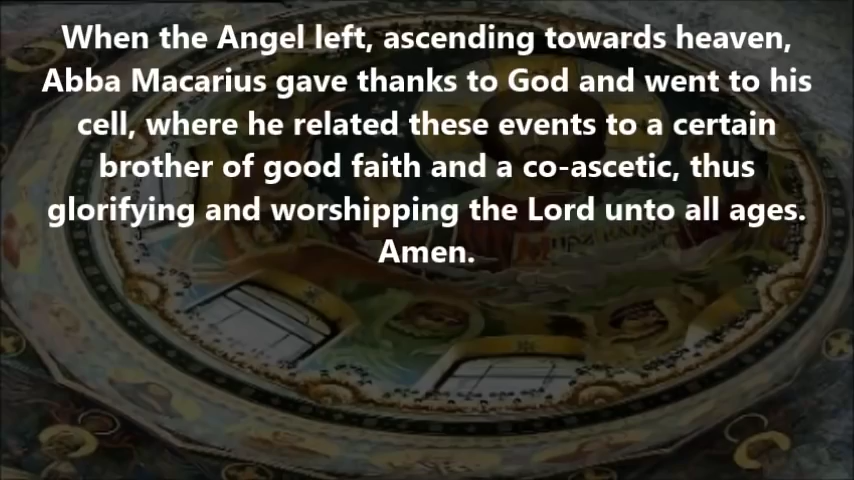 When the Angel left, ascending towards heaven,
Abba Macarius gave thanks to God and went to his
cell, where he related these events to a certain
brother of good faith and a co-ascetic, thus
glorifying and worshipping the Lord unto all ages.
Amen.